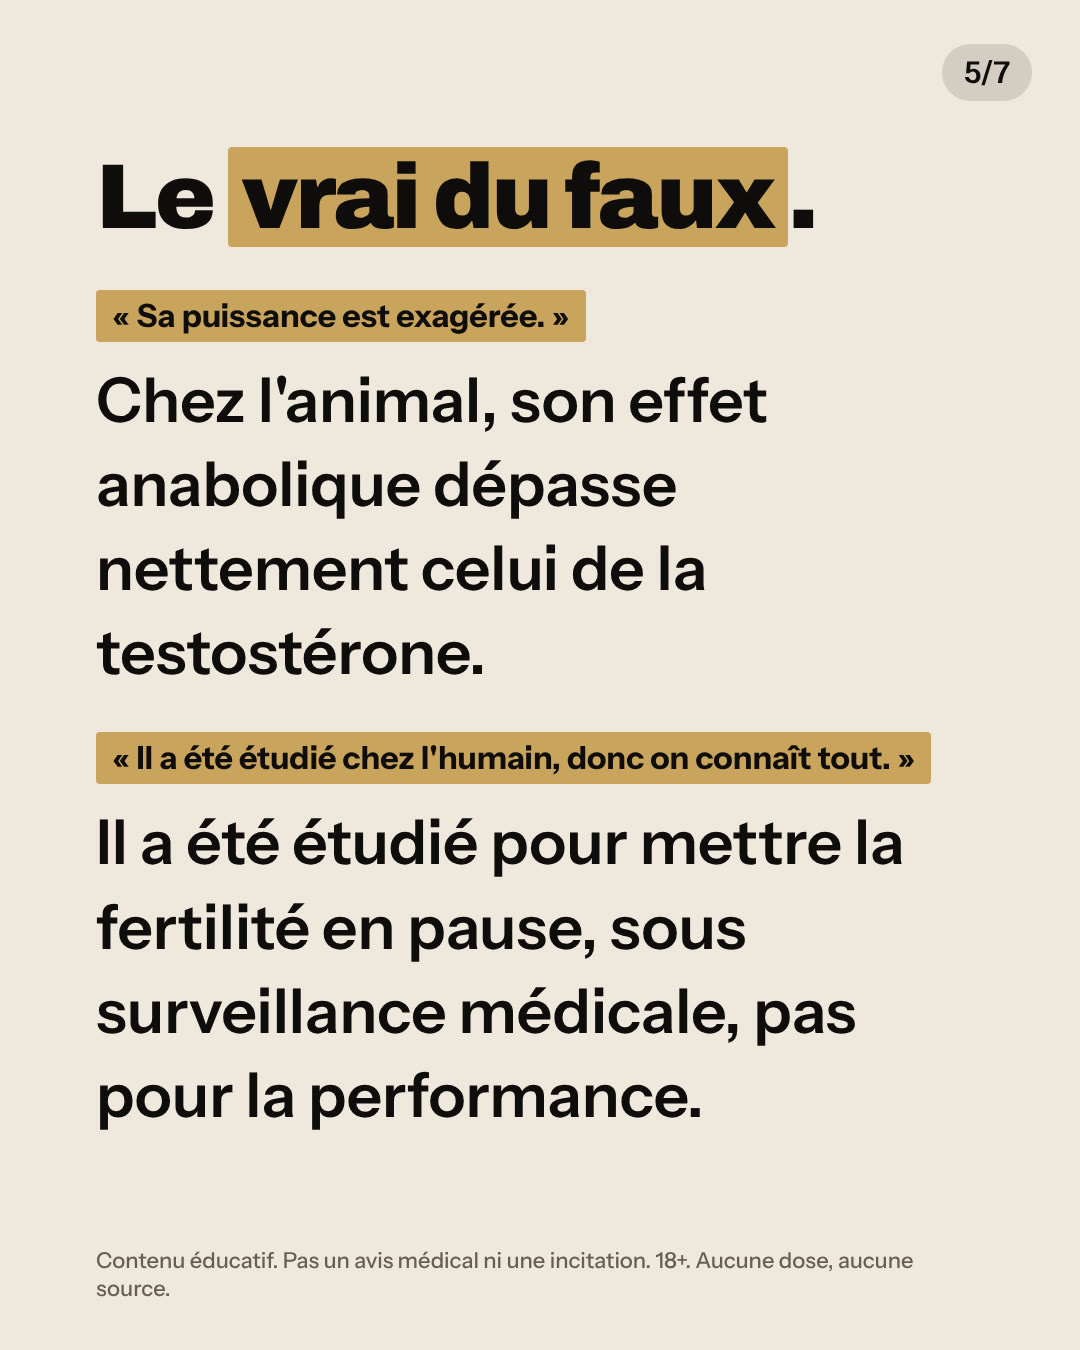 5/7
Le vrai du faux.
« Sa puissance est exagérée. »
Chez l'animal, son effet
anabolique dépasse
nettement celui de la
testostérone.
« Il a été étudié chez l'humain, donc on connaît tout. »
Il a été étudié pour mettre la
fertilité en pause, sous
surveillance médicale, pas
pour la performance.
Contenu éducatif. Pas un avis médical ni une incitation. 18+. Aucune dose, aucune
source.